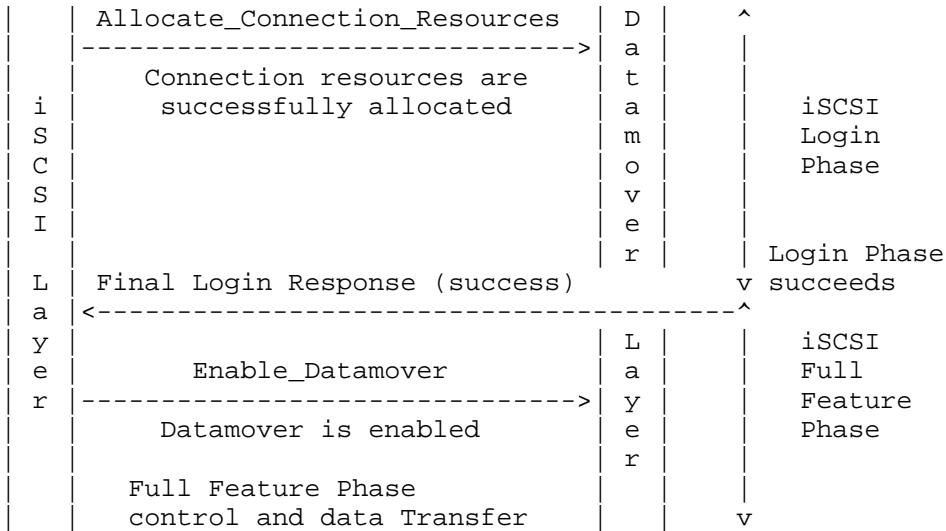 |   | Allocate_Connection_Resources  | D |    ^
|   |------------------------------->| a |    |
|   |    Connection resources are    | t |    |
| i |     successfully allocated     | a |    |   iSCSI
| S |                                | m |    |   Login
| C |                                | o |    |   Phase
| S |                                | v |    |
| I |                                | e |    |
|   |                                | r |    | Login Phase
| L | Final Login Response (success)          v succeeds
| a |<----------------------------------------^
| y |                                | L |    |   iSCSI
| e |       Enable_Datamover         | a |    |   Full
| r |------------------------------->| y |    |   Feature
|   |     Datamover is enabled       | e |    |   Phase
|   |                                | r |    |
|   |   Full Feature Phase           |   |    |
|   |   control and data Transfer    |   |    v